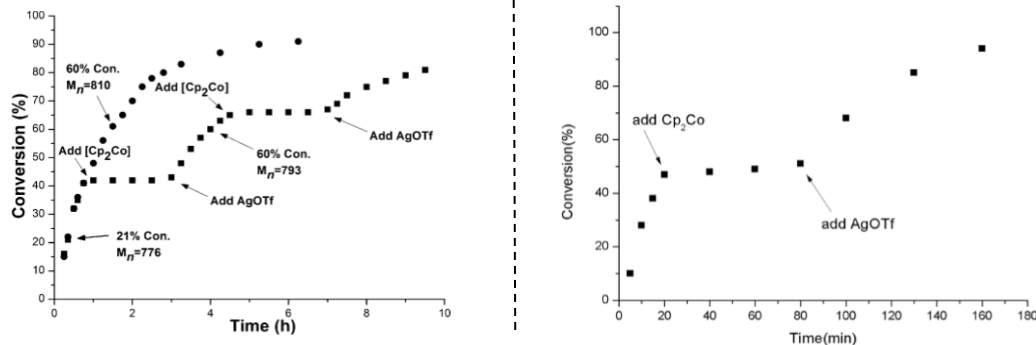 Conversion (%)
100
90
80
70
60
50
40
30
20
10
0
60% Con.
Mn=810
Add [Cp2Co]
Add [Cp2Co]
Add AgOTf
60% Con.
Mn=793
Add AgOTf
21% Con.
Mn=776
0 2 4 6 8 10
Time (h)
Conversion(%)
100
80
60
40
20
0
add Cp2Co
add AgOTf
0 20 40 60 80 100 120 140 160 180
Time(min)